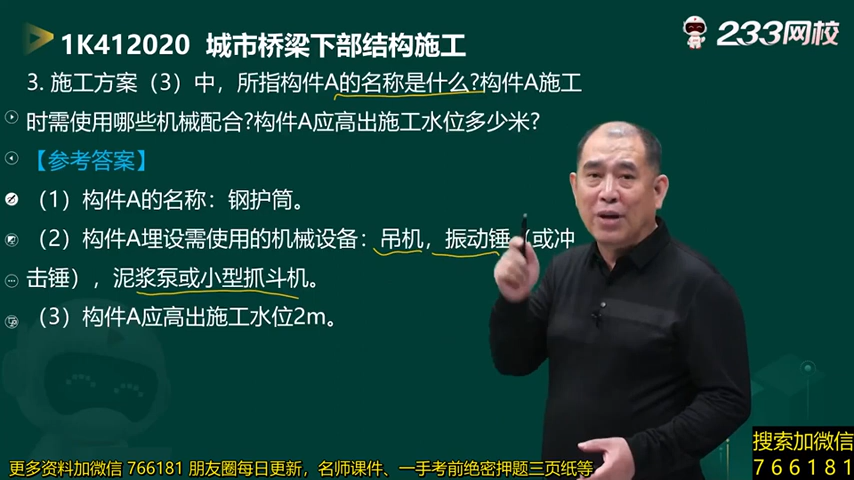 1K412020 城市桥梁下部结构施工
233网校
3. 施工方案（3）中，所指构件A的名称是什么?构件A施工
时需使用哪些机械配合?构件A应高出施工水位多少米?
【参考答案】
（1）构件A的名称：钢护筒。
（2）构件A埋设需使用的机械设备：吊机，振动锤（或冲
击锤），泥浆泵或小型抓斗机。
（3）构件A应高出施工水位2m。
搜索加微信
766181
更多资料加微信 766181 朋友圈每日更新，名师课件、一手考前绝密押题三页纸等